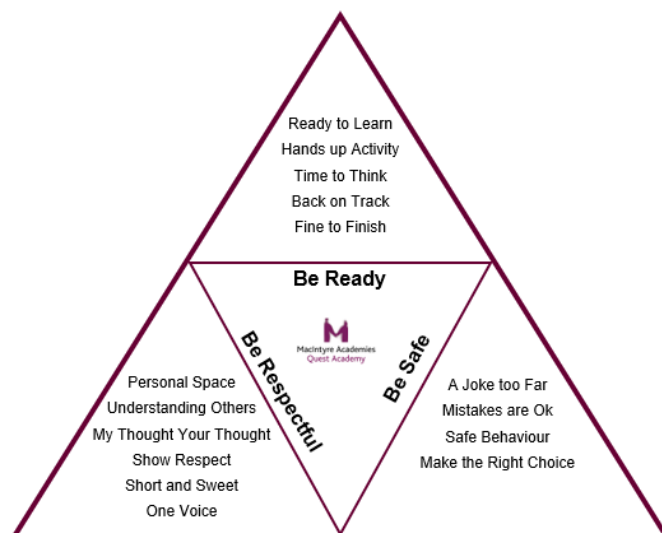 Ready to Learn
Hands up Activity
Time to Think
Back on Track
Fine to Finish
Be Ready
Be Respectful
Be Safe
MacIntyre Academies
Quest Academy
Personal Space
Understanding Others
My Thought Your Thought
Show Respect
Short and Sweet
One Voice
A Joke too Far
Mistakes are Ok
Safe Behaviour
Make the Right Choice